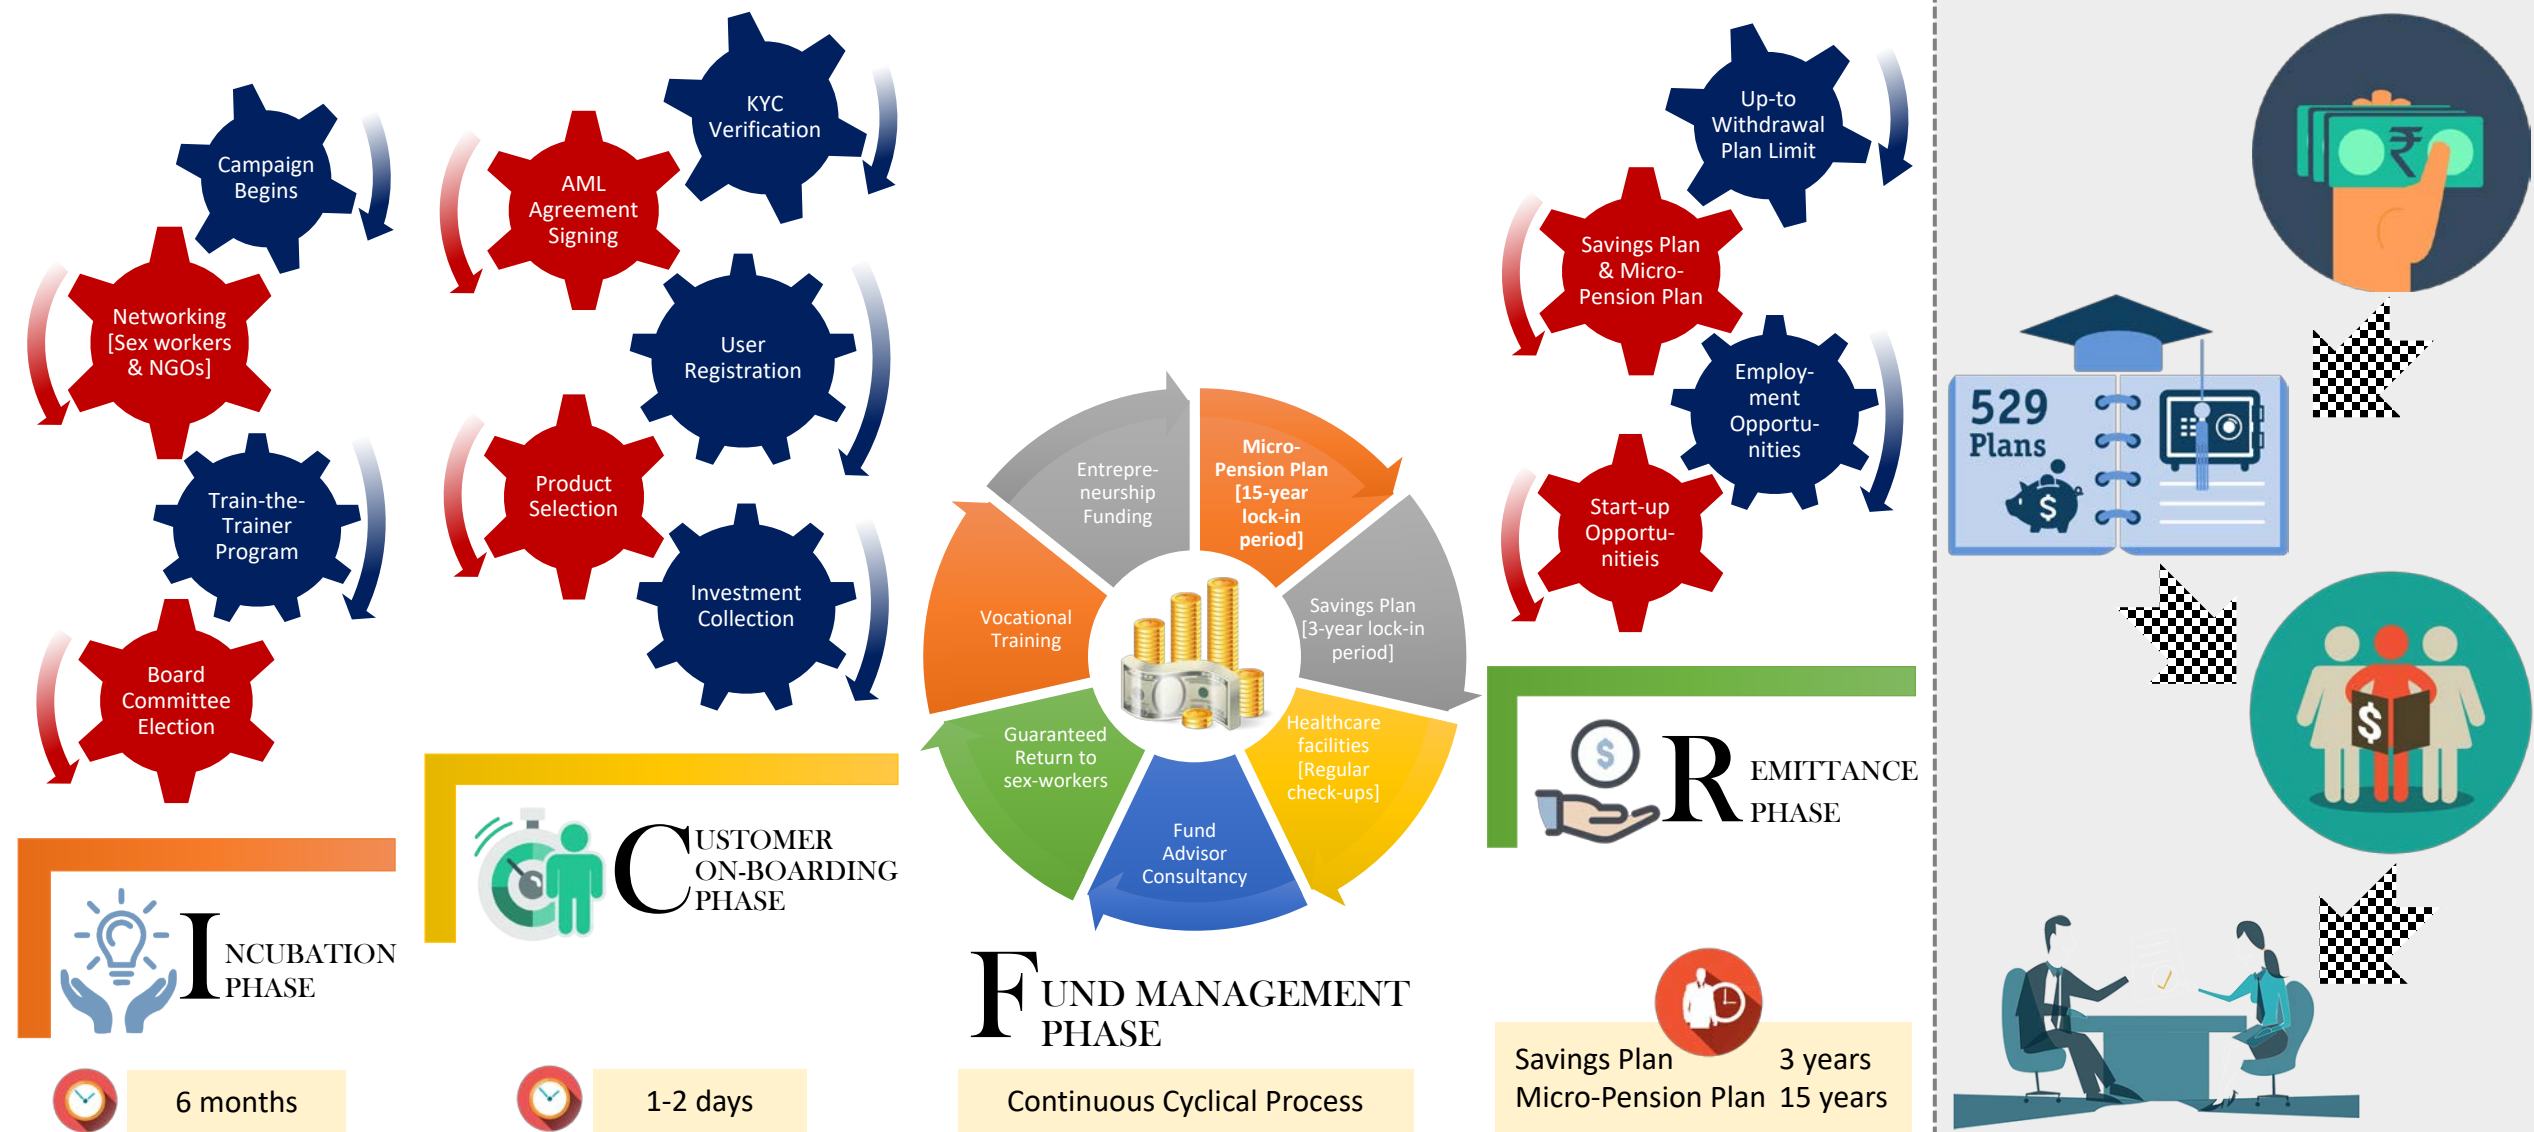 Campaign
Begins
Networking
[Sex workers
& NGOs]
Train-the-
Trainer
Program
Board
Committee
Election
INCUBATION
PHASE
6 months
KYC
Verification
AML
Agreement
Signing
User
Registration
Product
Selection
Investment
Collection
CUSTOMER
ON-BOARDING
PHASE
1-2 days
Micro-
Pension Plan
[15-year
lock-in
period]
Savings Plan
[3-year lock-in
period]
Healthcare
facilities
[Regular
check-ups]
Fund
Advisor
Consultancy
Guaranteed
Return to
sex-workers
Vocational
Training
Entrepre-
neurship
Funding
FUND MANAGEMENT
PHASE
Continuous Cyclical Process
Up-to
Withdrawal
Plan Limit
Savings Plan
& Micro-
Pension Plan
Employ-
ment
Opportu-
nities
Start-up
Opportu-
nitieis
$
REMITTANCE
PHASE
Savings Plan 3 years
Micro-Pension Plan 15 years
₹
529
Plans
$
$